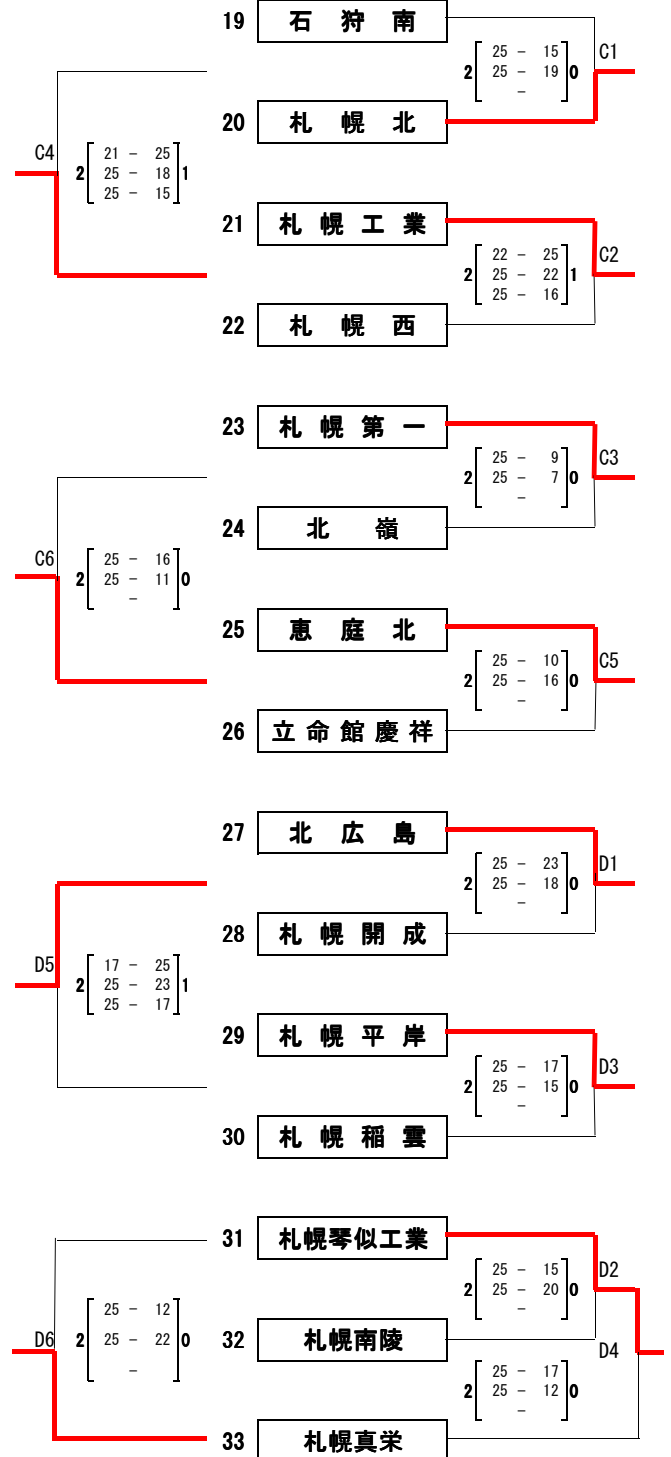 19 石狩南
25 - 15
2 25 - 19 0
-
C1
20 札幌北
C4
21 - 25
2 25 - 18 1
25 - 15
21 札幌工業
22 - 25
2 25 - 22 1
25 - 16
C2
22 札幌西
23 札幌第一
25 - 9
2 25 - 7 0
-
C3
24 北嶺
C6
25 - 16
2 25 - 11 0
-
25 恵庭北
25 - 10
2 25 - 16 0
-
C5
26 立命館慶祥
27 北広島
25 - 23
2 25 - 18 0
-
D1
28 札幌開成
D5
17 - 25
2 25 - 23 1
25 - 17
29 札幌平岸
25 - 17
2 25 - 15 0
-
D3
30 札幌稲雲
31 札幌琴似工業
25 - 15
2 25 - 20 0
-
D2
D6
25 - 12
2 25 - 22 0
-
32 札幌南陵
D4
25 - 17
2 25 - 12 0
-
33 札幌真栄